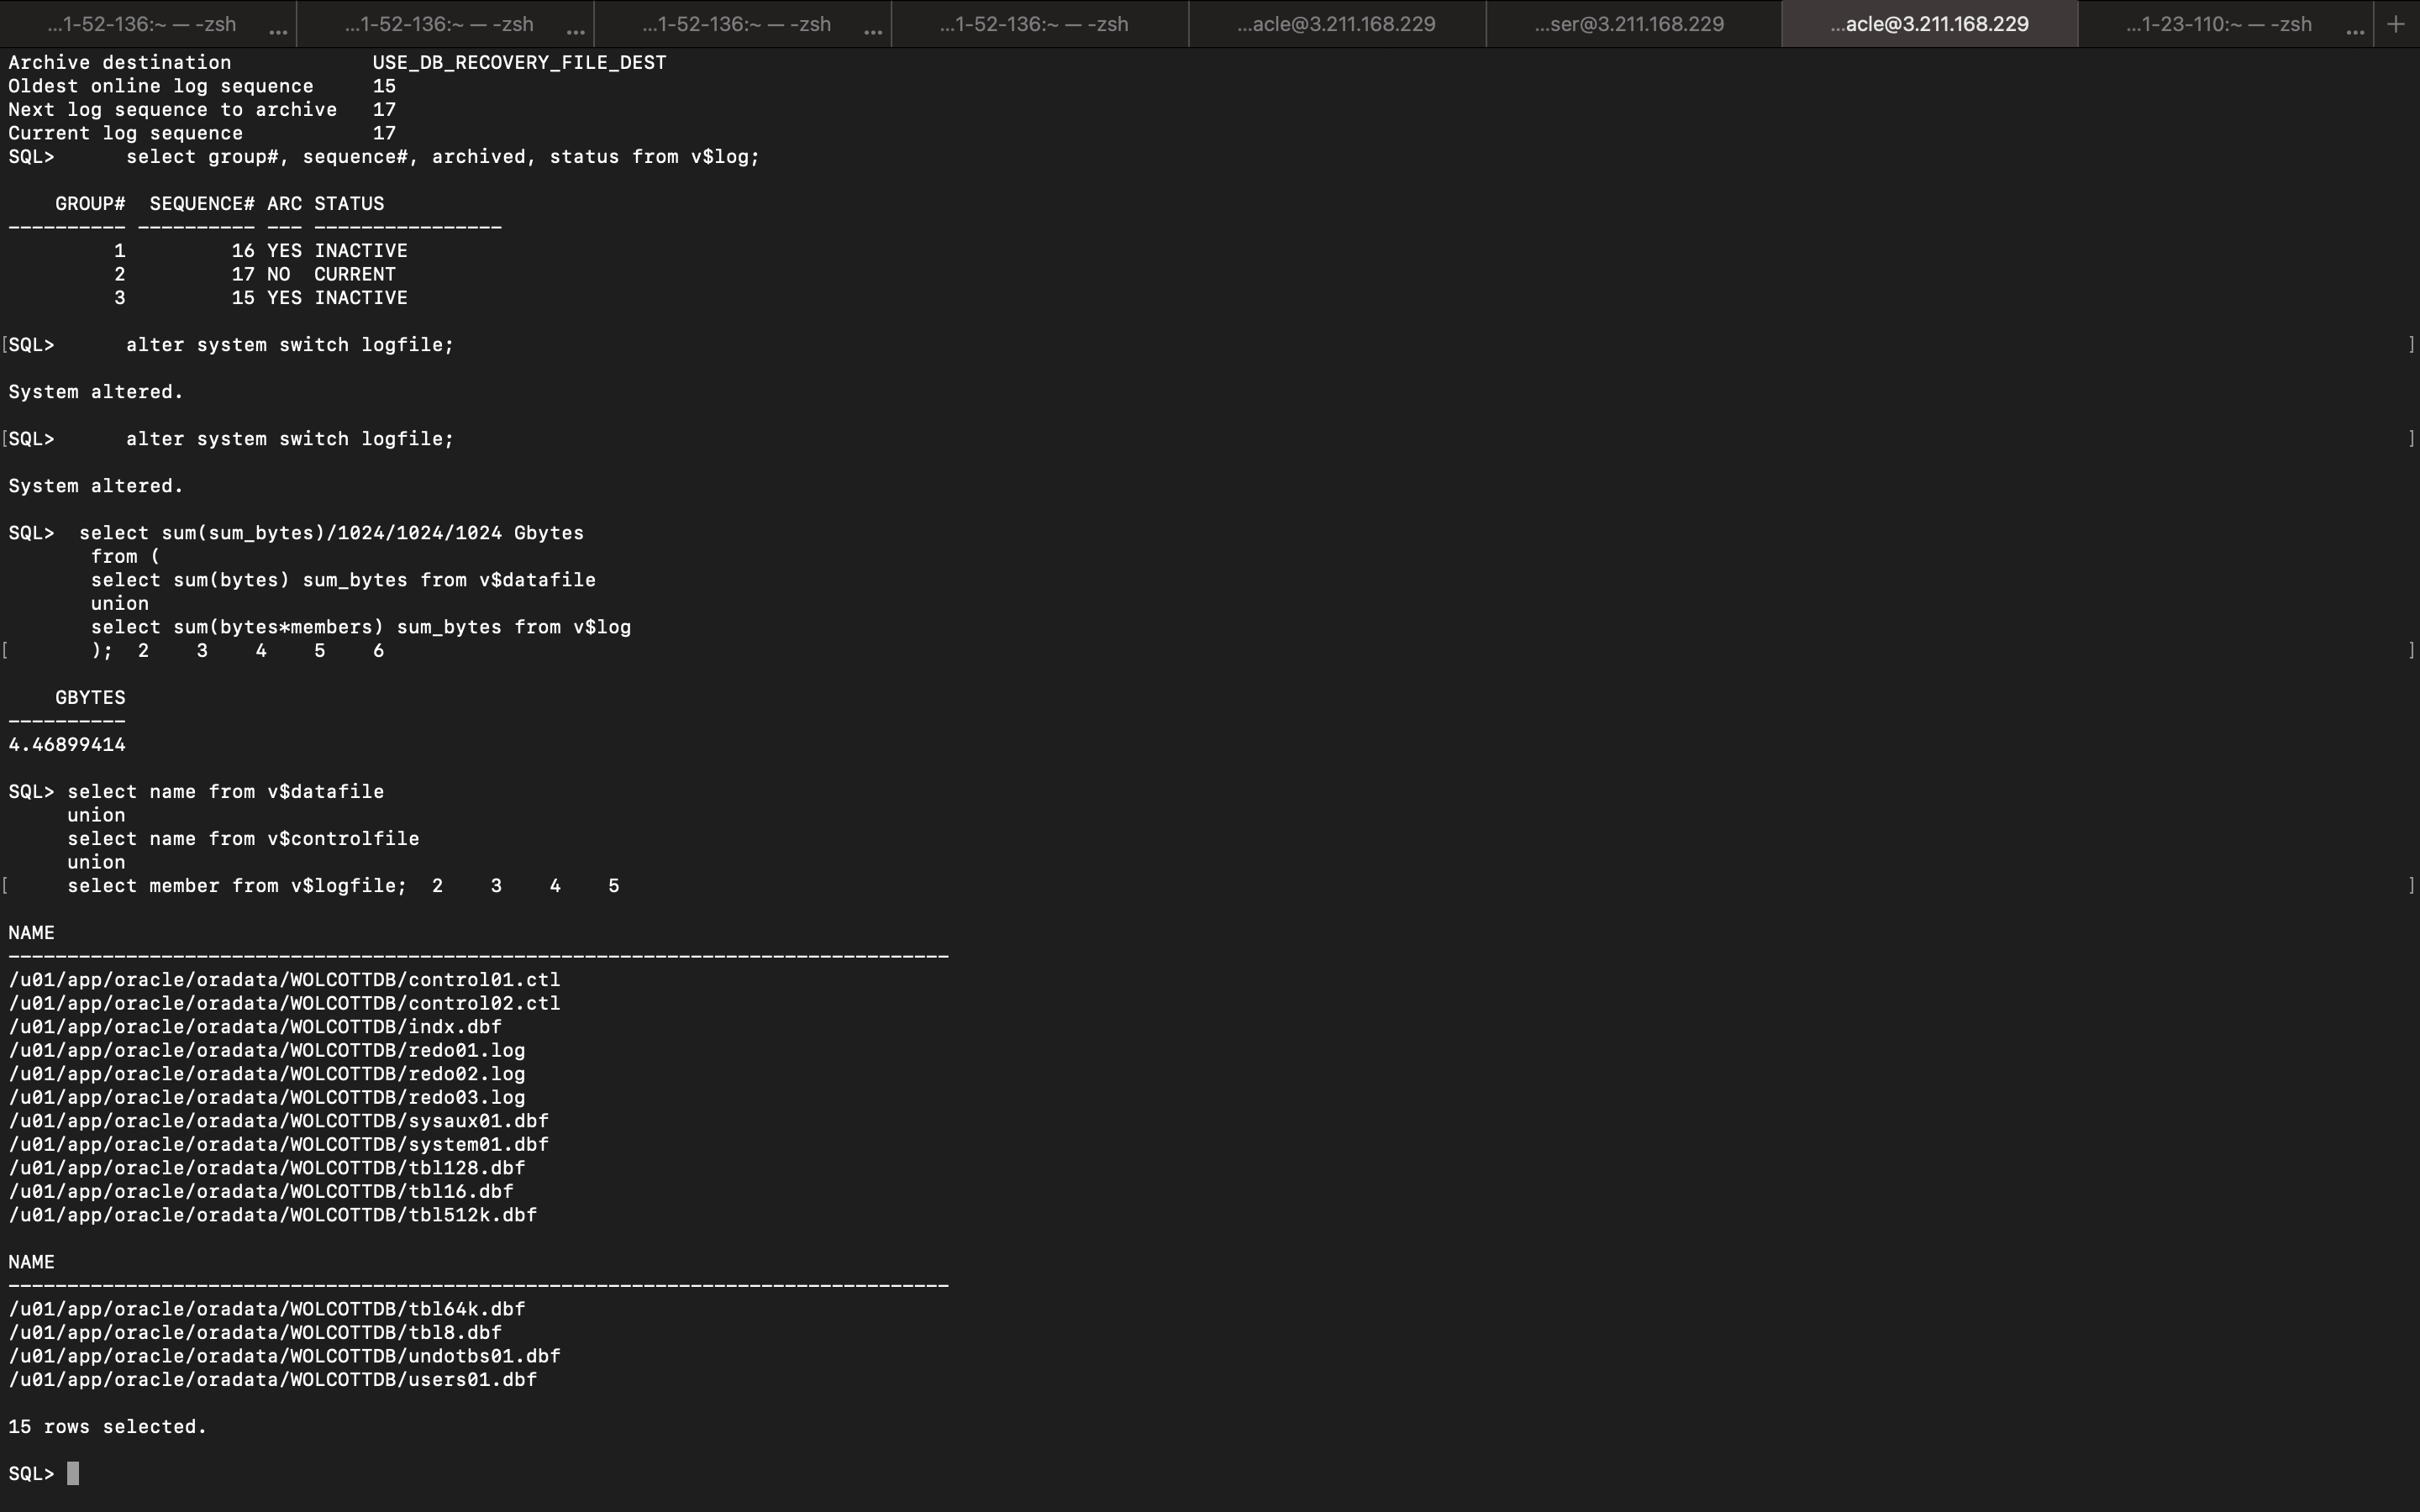 ...1-52-136:~ — -zsh ... ...1-52-136:~ — -zsh ... ...1-52-136:~ — -zsh ... ...1-52-136:~ — -zsh ...acle@3.211.168.229 ...ser@3.211.168.229 ...acle@3.211.168.229 ...1-23-110:~ — -zsh ... +
Archive destination            USE_DB_RECOVERY_FILE_DEST
Oldest online log sequence     15
Next log sequence to archive   17
Current log sequence           17
SQL>      select group#, sequence#, archived, status from v$log;
    GROUP#  SEQUENCE# ARC STATUS
---------- ---------- --- ----------------
         1         16 YES INACTIVE
         2         17 NO  CURRENT
         3         15 YES INACTIVE
[SQL>      alter system switch logfile; ]
System altered.
[SQL>      alter system switch logfile; ]
System altered.
SQL>  select sum(sum_bytes)/1024/1024/1024 Gbytes
       from (
       select sum(bytes) sum_bytes from v$datafile
       union
       select sum(bytes*members) sum_bytes from v$log
[       );  2    3    4    5    6 ]
    GBYTES
----------
4.46899414
SQL> select name from v$datafile
     union
     select name from v$controlfile
     union
[     select member from v$logfile;  2    3    4    5 ]
NAME
--------------------------------------------------------------------------------
/u01/app/oracle/oradata/WOLCOTTDB/control01.ctl
/u01/app/oracle/oradata/WOLCOTTDB/control02.ctl
/u01/app/oracle/oradata/WOLCOTTDB/indx.dbf
/u01/app/oracle/oradata/WOLCOTTDB/redo01.log
/u01/app/oracle/oradata/WOLCOTTDB/redo02.log
/u01/app/oracle/oradata/WOLCOTTDB/redo03.log
/u01/app/oracle/oradata/WOLCOTTDB/sysaux01.dbf
/u01/app/oracle/oradata/WOLCOTTDB/system01.dbf
/u01/app/oracle/oradata/WOLCOTTDB/tbl128.dbf
/u01/app/oracle/oradata/WOLCOTTDB/tbl16.dbf
/u01/app/oracle/oradata/WOLCOTTDB/tbl512k.dbf
NAME
--------------------------------------------------------------------------------
/u01/app/oracle/oradata/WOLCOTTDB/tbl64k.dbf
/u01/app/oracle/oradata/WOLCOTTDB/tbl8.dbf
/u01/app/oracle/oradata/WOLCOTTDB/undotbs01.dbf
/u01/app/oracle/oradata/WOLCOTTDB/users01.dbf
15 rows selected.
SQL>